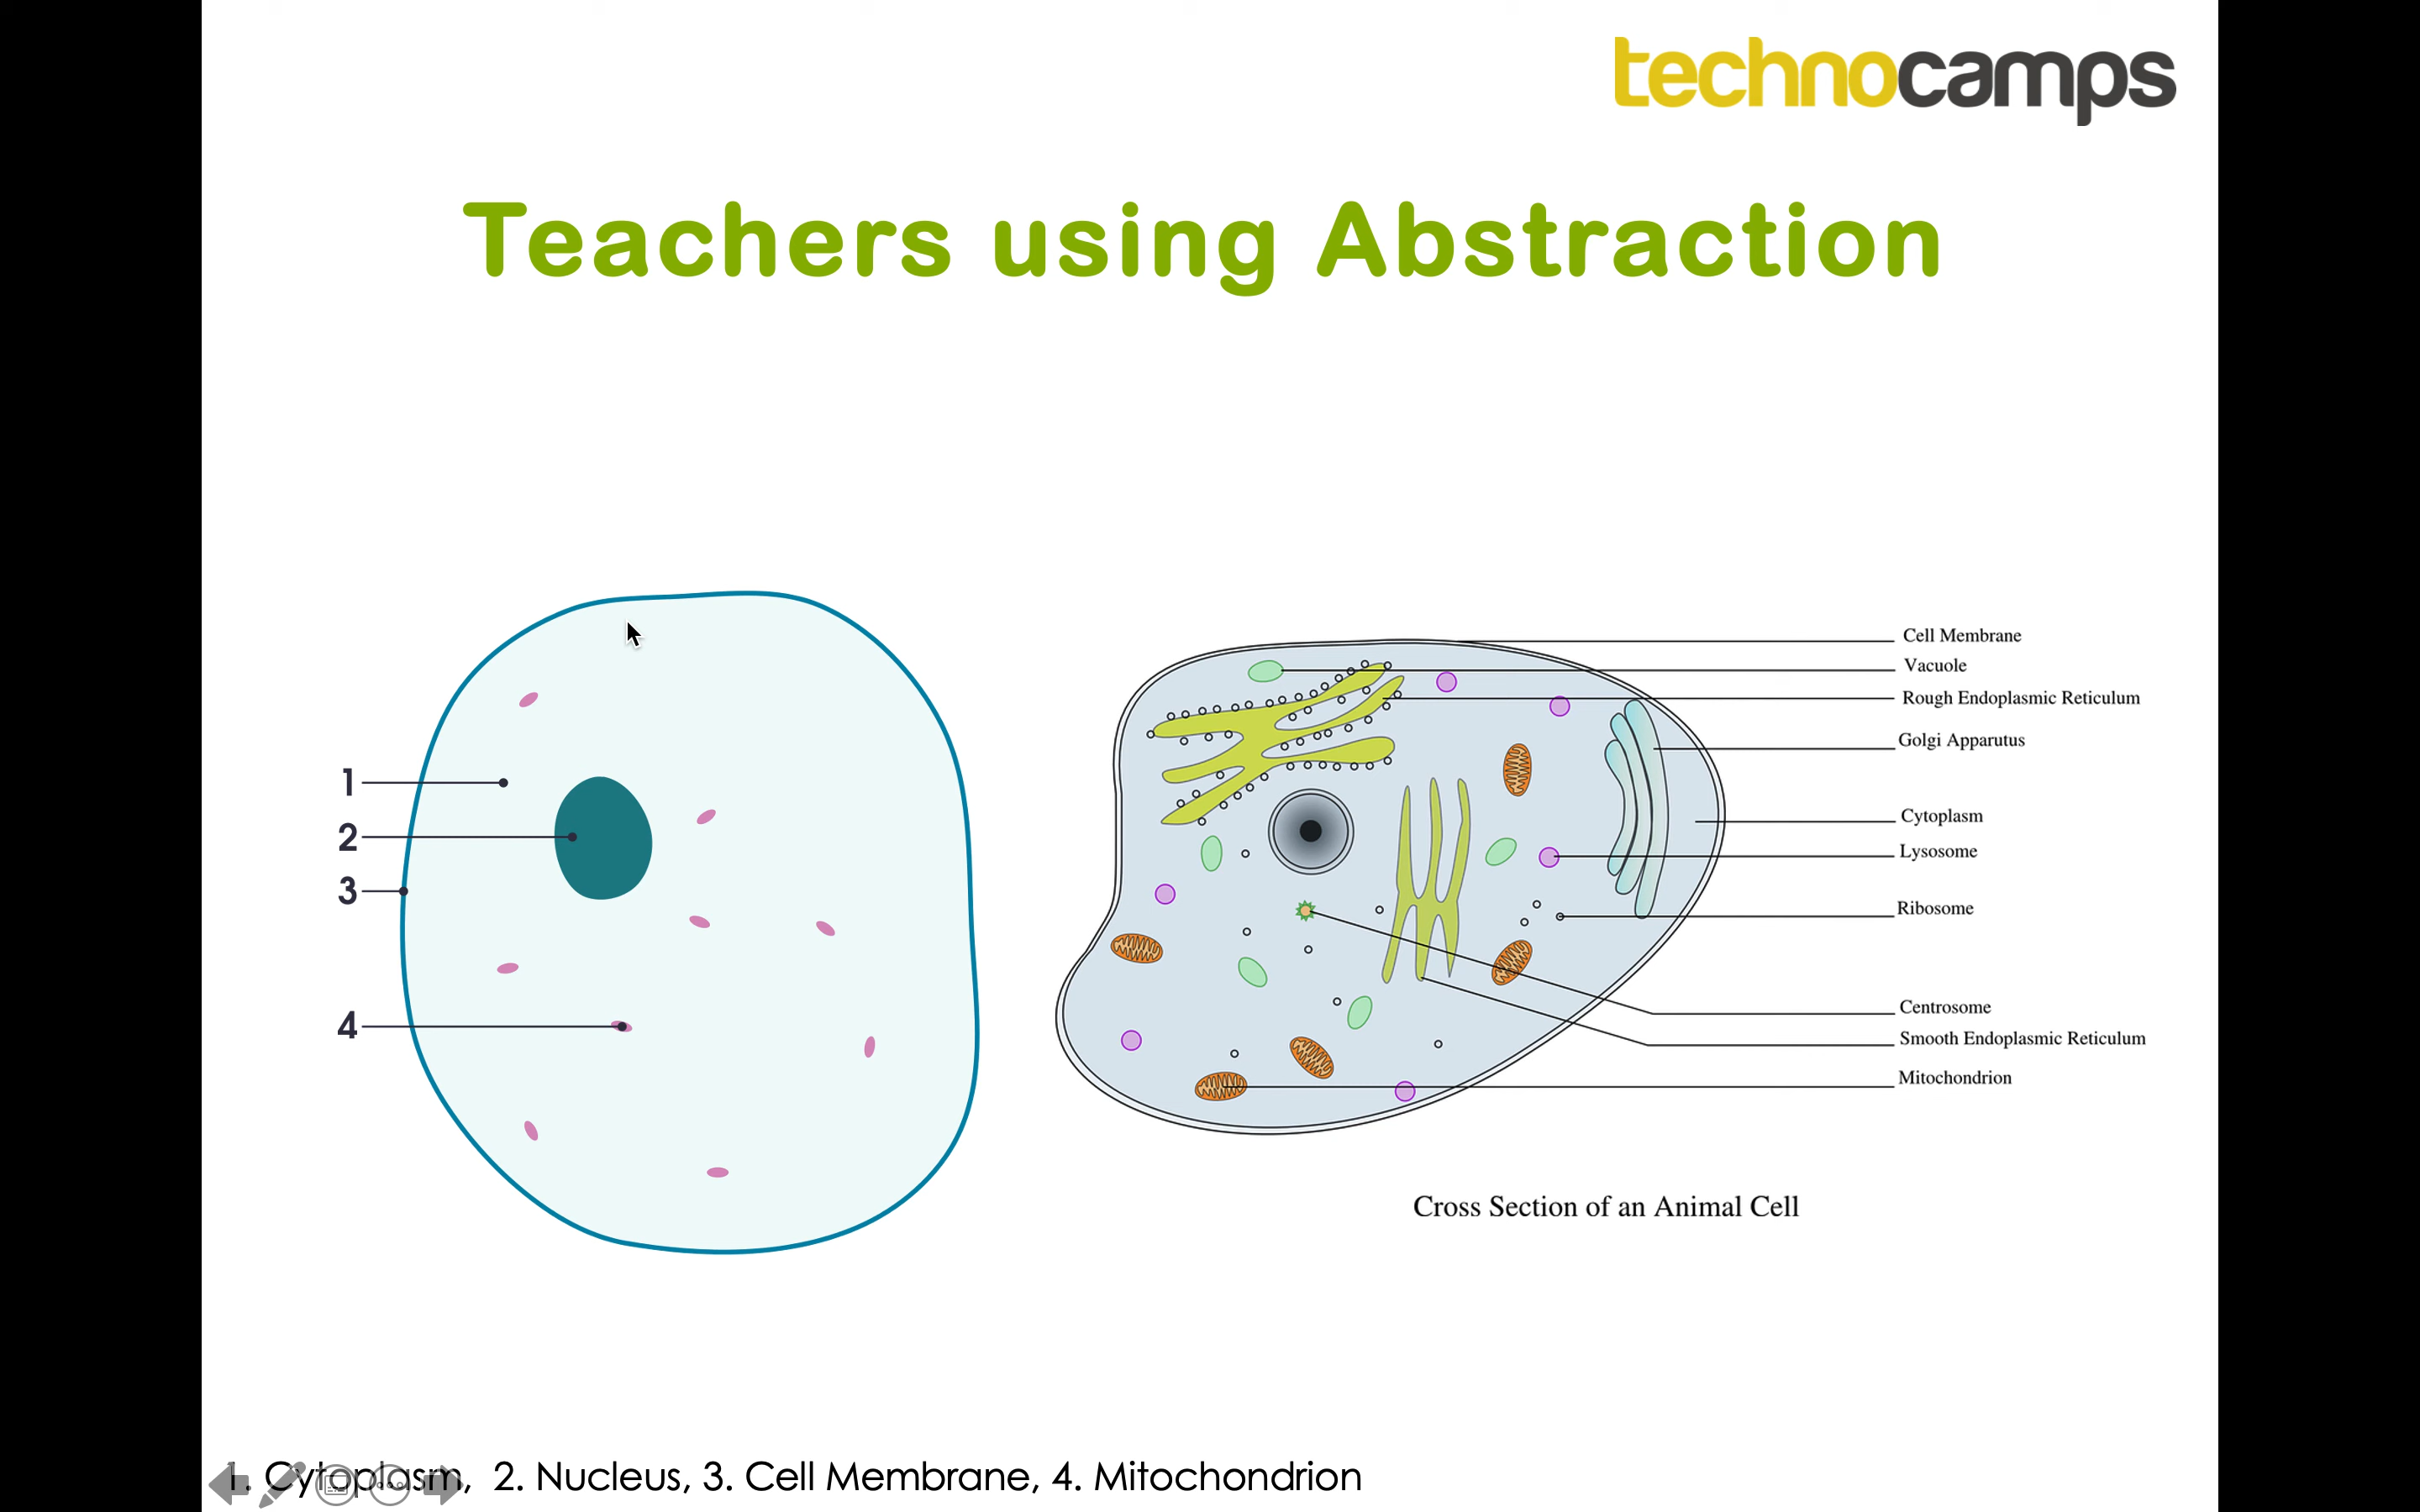 technocamps
Teachers using Abstraction
1
2
3
4
Cell Membrane
Vacuole
Rough Endoplasmic Reticulum
Golgi Apparutus
Cytoplasm
Lysosome
Ribosome
Centrosome
Smooth Endoplasmic Reticulum
Mitochondrion
Cross Section of an Animal Cell
1. Cytoplasm, 2. Nucleus, 3. Cell Membrane, 4. Mitochondrion